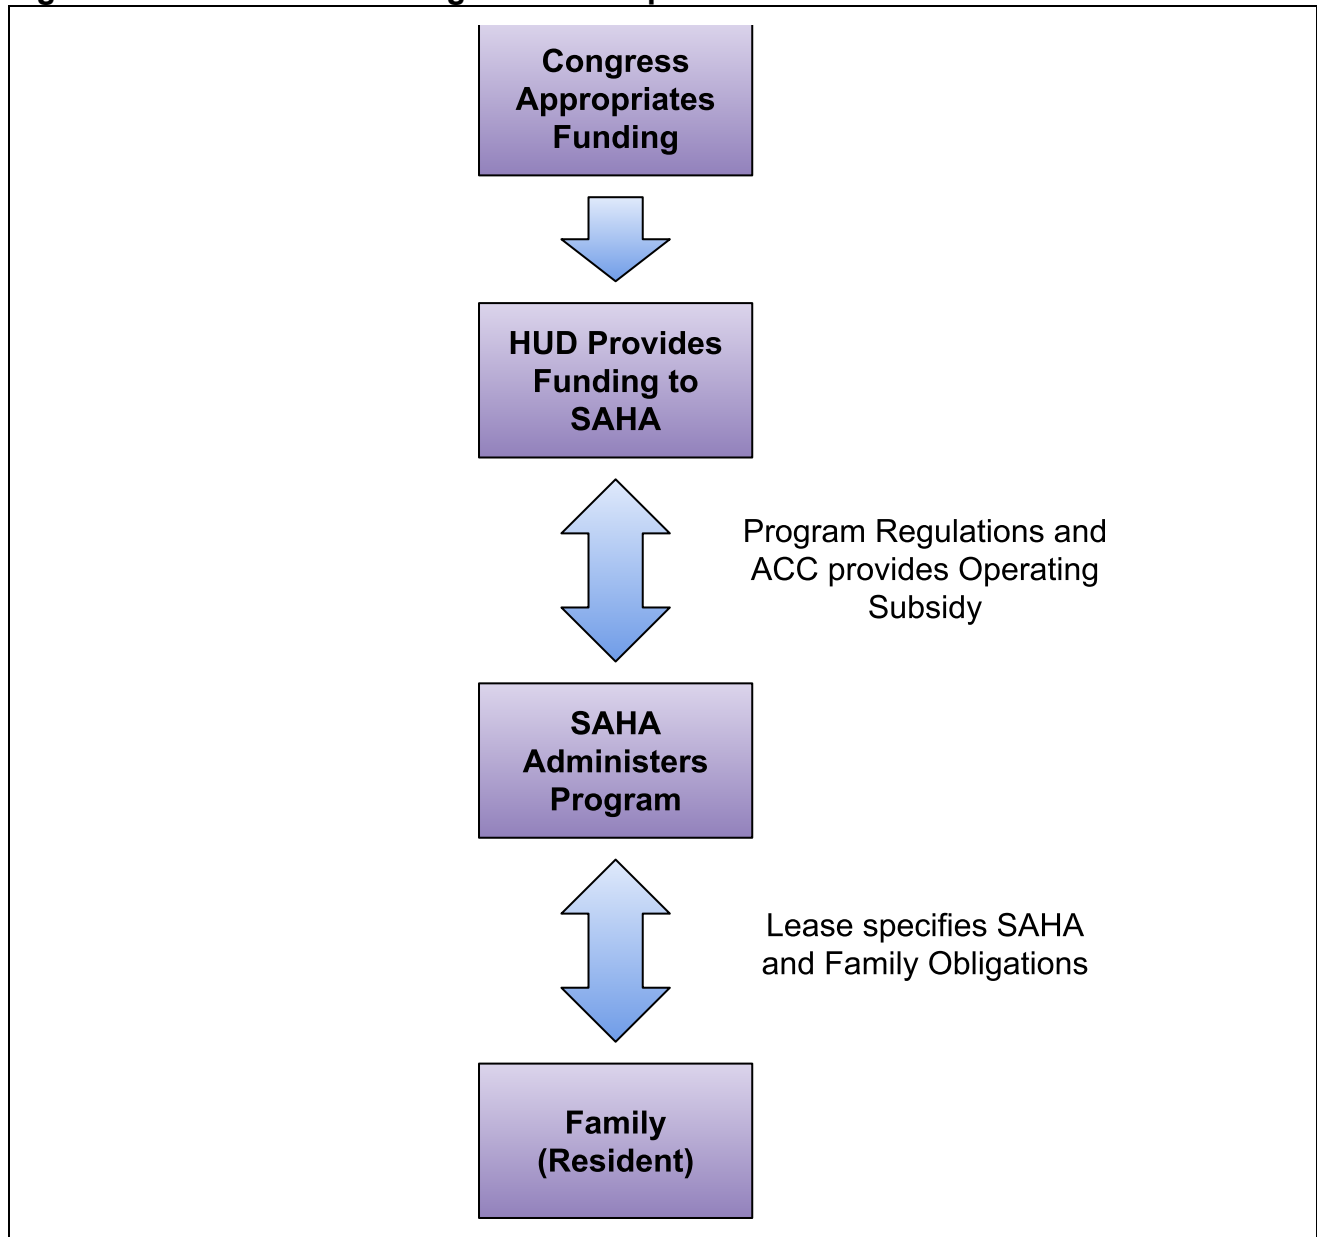 Congress
Appropriates
Funding
HUD Provides
Funding to
SAHA
Program Regulations and
ACC provides Operating
Subsidy
SAHA
Administers
Program
Lease specifies SAHA
and Family Obligations
Family
(Resident)